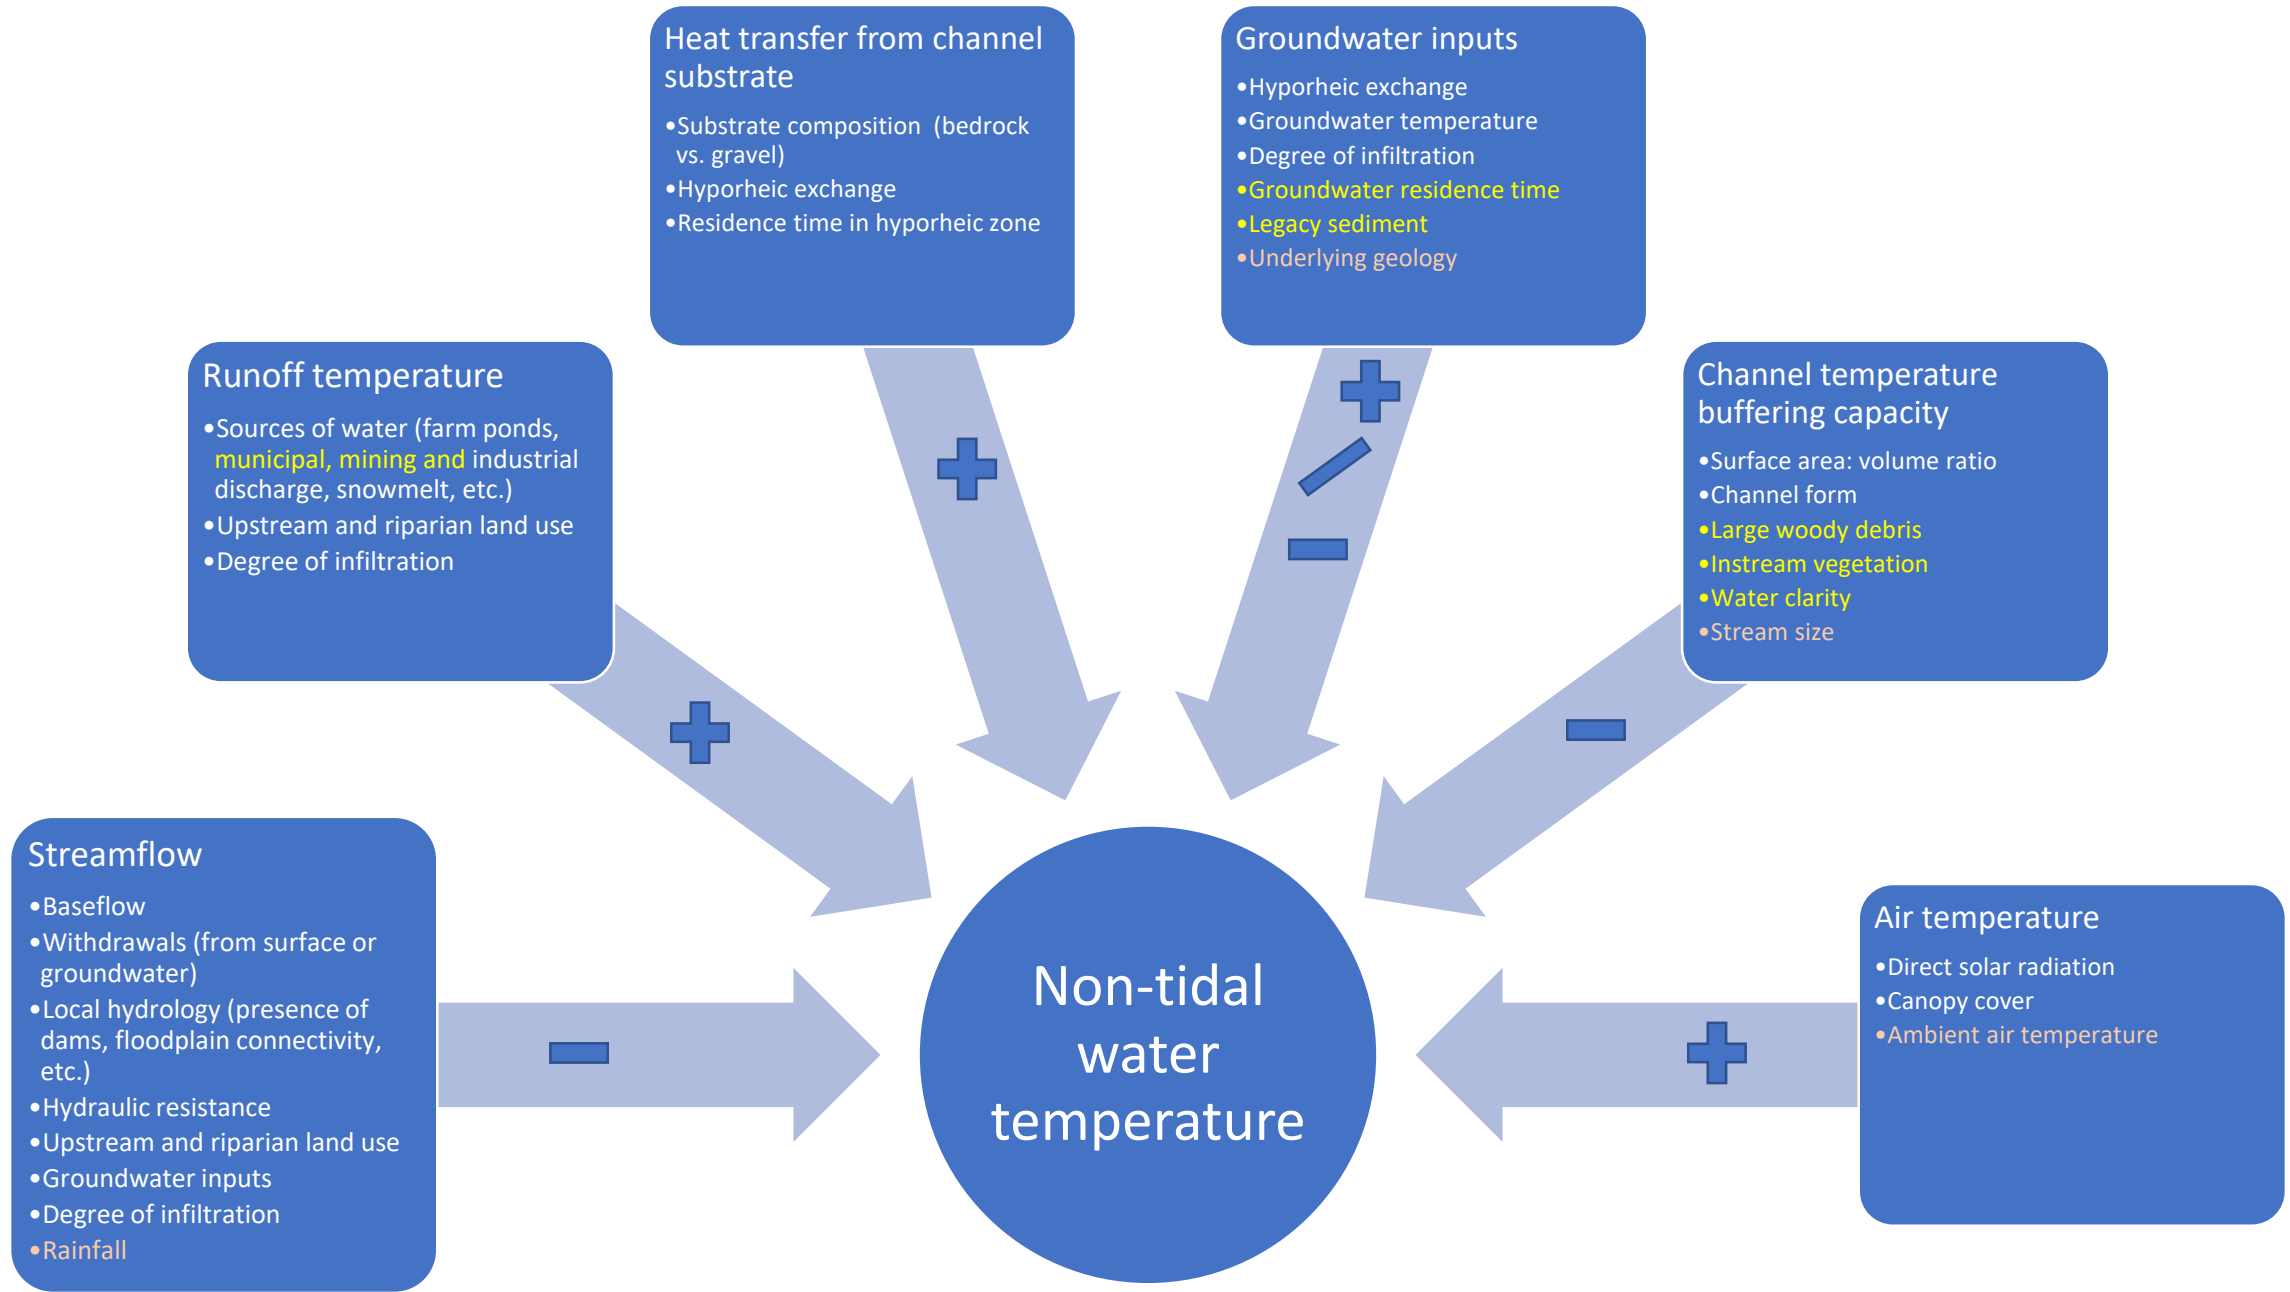 Heat transfer from channel
substrate
•Substrate composition  (bedrock
vs. gravel)
•Hyporheic exchange
•Residence time in hyporheic zone
Groundwater inputs
•Hyporheic exchange
•Groundwater temperature
•Degree of infiltration
•Groundwater residence time
•Legacy sediment
•Underlying geology
Runoff temperature
•Sources of water (farm ponds,
municipal, mining and industrial
discharge, snowmelt, etc.)
•Upstream and riparian land use
•Degree of infiltration
Channel temperature
buffering capacity
•Surface area: volume ratio
•Channel form
•Large woody debris
•Instream vegetation
•Water clarity
•Stream size
Streamflow
•Baseflow
•Withdrawals (from surface or
groundwater)
•Local hydrology (presence of
dams, floodplain connectivity,
etc.)
•Hydraulic resistance
•Upstream and riparian land use
•Groundwater inputs
•Degree of infiltration
•Rainfall
Non-tidal
water
temperature
Air temperature
•Direct solar radiation
•Canopy cover
•Ambient air temperature